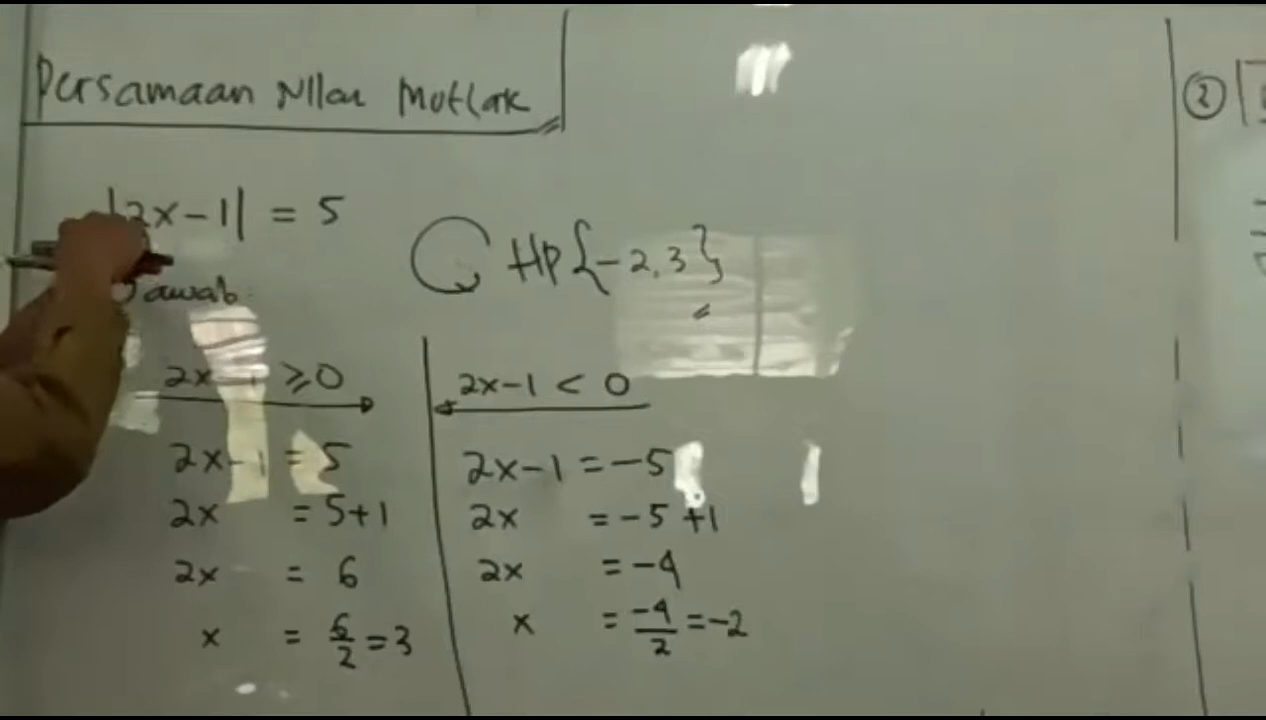 Persamaan Nilai Mutlak
|2x-1| = 5
HP{-2,3}
Jawab:
2x-1 ≥ 0
2x-1 = 5
2x = 5+1
2x = 6
x = 6/2 = 3
2x-1 < 0
2x-1 = -5
2x = -5+1
2x = -4
x = -4/2 = -2
2